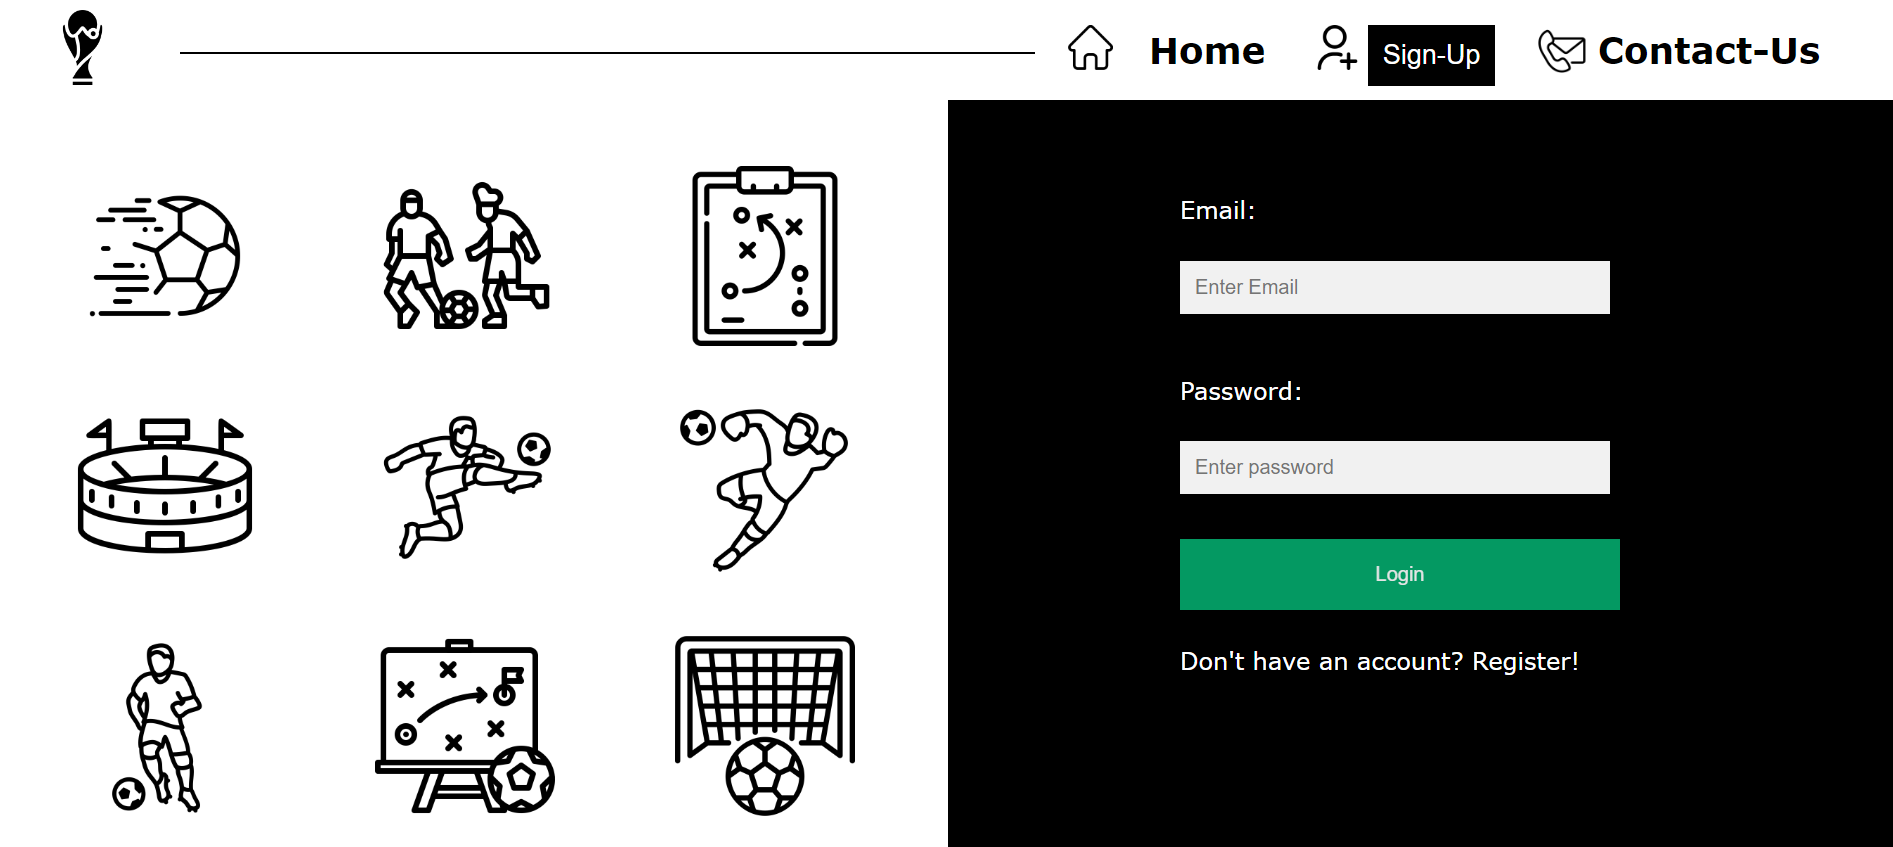 Home Sign-Up Contact-Us
Email:
Enter Email
Password:
Enter password
Login
Don't have an account? Register!